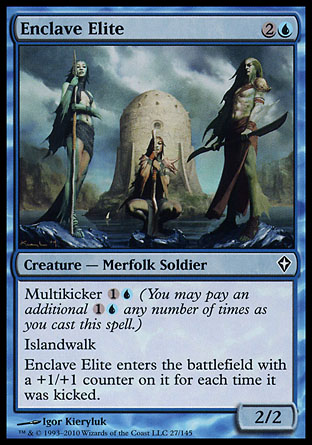 Enclave Elite 2
Creature — Merfolk Soldier
Multikicker 1 (You may pay an
additional 1 any number of times as
you cast this spell.)
Islandwalk
Enclave Elite enters the battlefield with
a +1/+1 counter on it for each time it
was kicked.
Igor Kieryluk
™ & © 1993–2010 Wizards of the Coast LLC 27/145
2/2